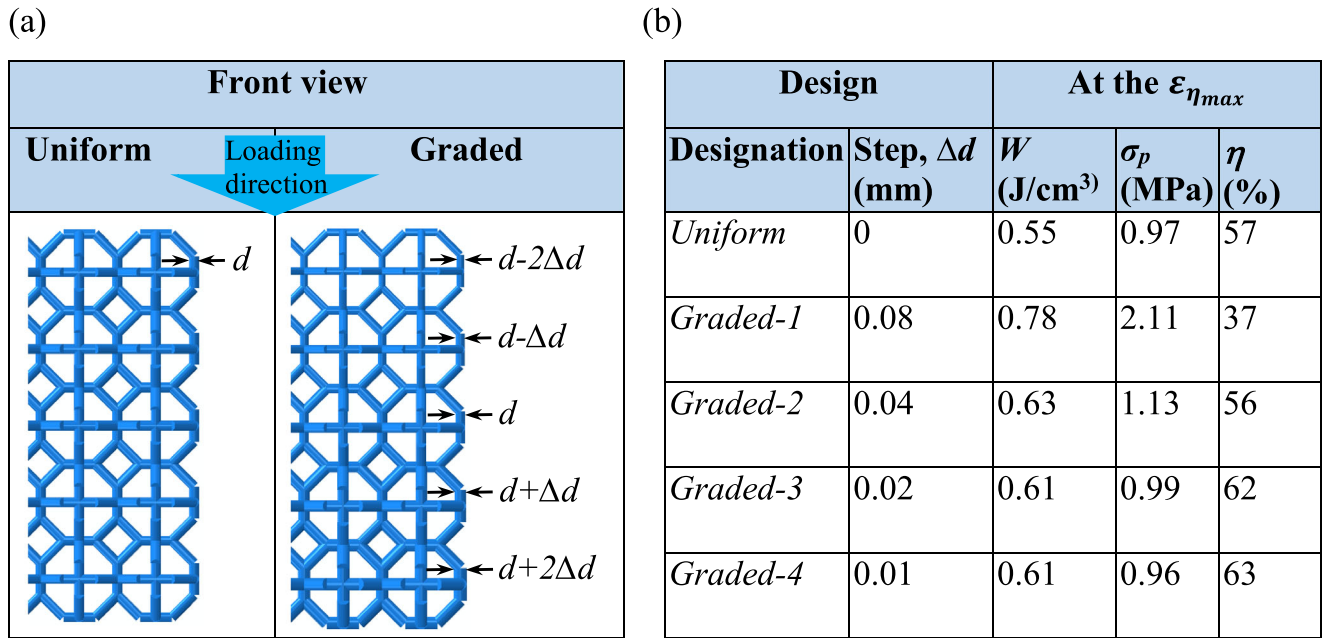 (a)
Front view
Uniform
Loading
direction
Graded
d
d-2Δd
d-Δd
d
d+Δd
d+2Δd
(b)
Design At the ε_{η_{max}}
Designation Step, Δd (mm) W (J/cm³⁾ σ_p (MPa) η (%)
Uniform 0 0.55 0.97 57
Graded-1 0.08 0.78 2.11 37
Graded-2 0.04 0.63 1.13 56
Graded-3 0.02 0.61 0.99 62
Graded-4 0.01 0.61 0.96 63